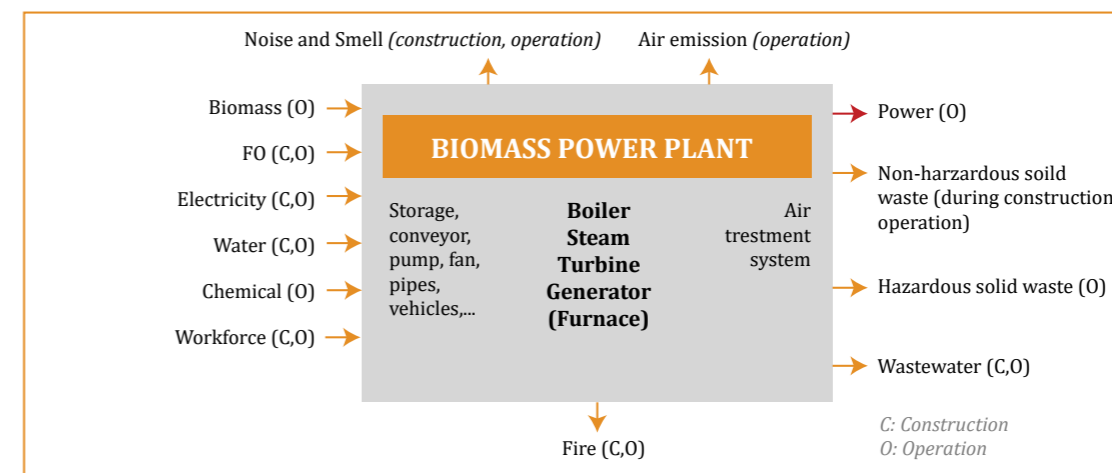 Noise and Smell (construction, operation)
Air emission (operation)
Biomass (O)
FO (C,O)
Electricity (C,O)
Water (C,O)
Chemical (O)
Workforce (C,O)
BIOMASS POWER PLANT
Storage,
conveyor,
pump, fan,
pipes,
vehicles,...
Boiler
Steam
Turbine
Generator
(Furnace)
Air
trestment
system
Power (O)
Non-harzardous soild
waste (during construction
operation)
Hazardous solid waste (O)
Wastewater (C,O)
Fire (C,O)
C: Construction
O: Operation